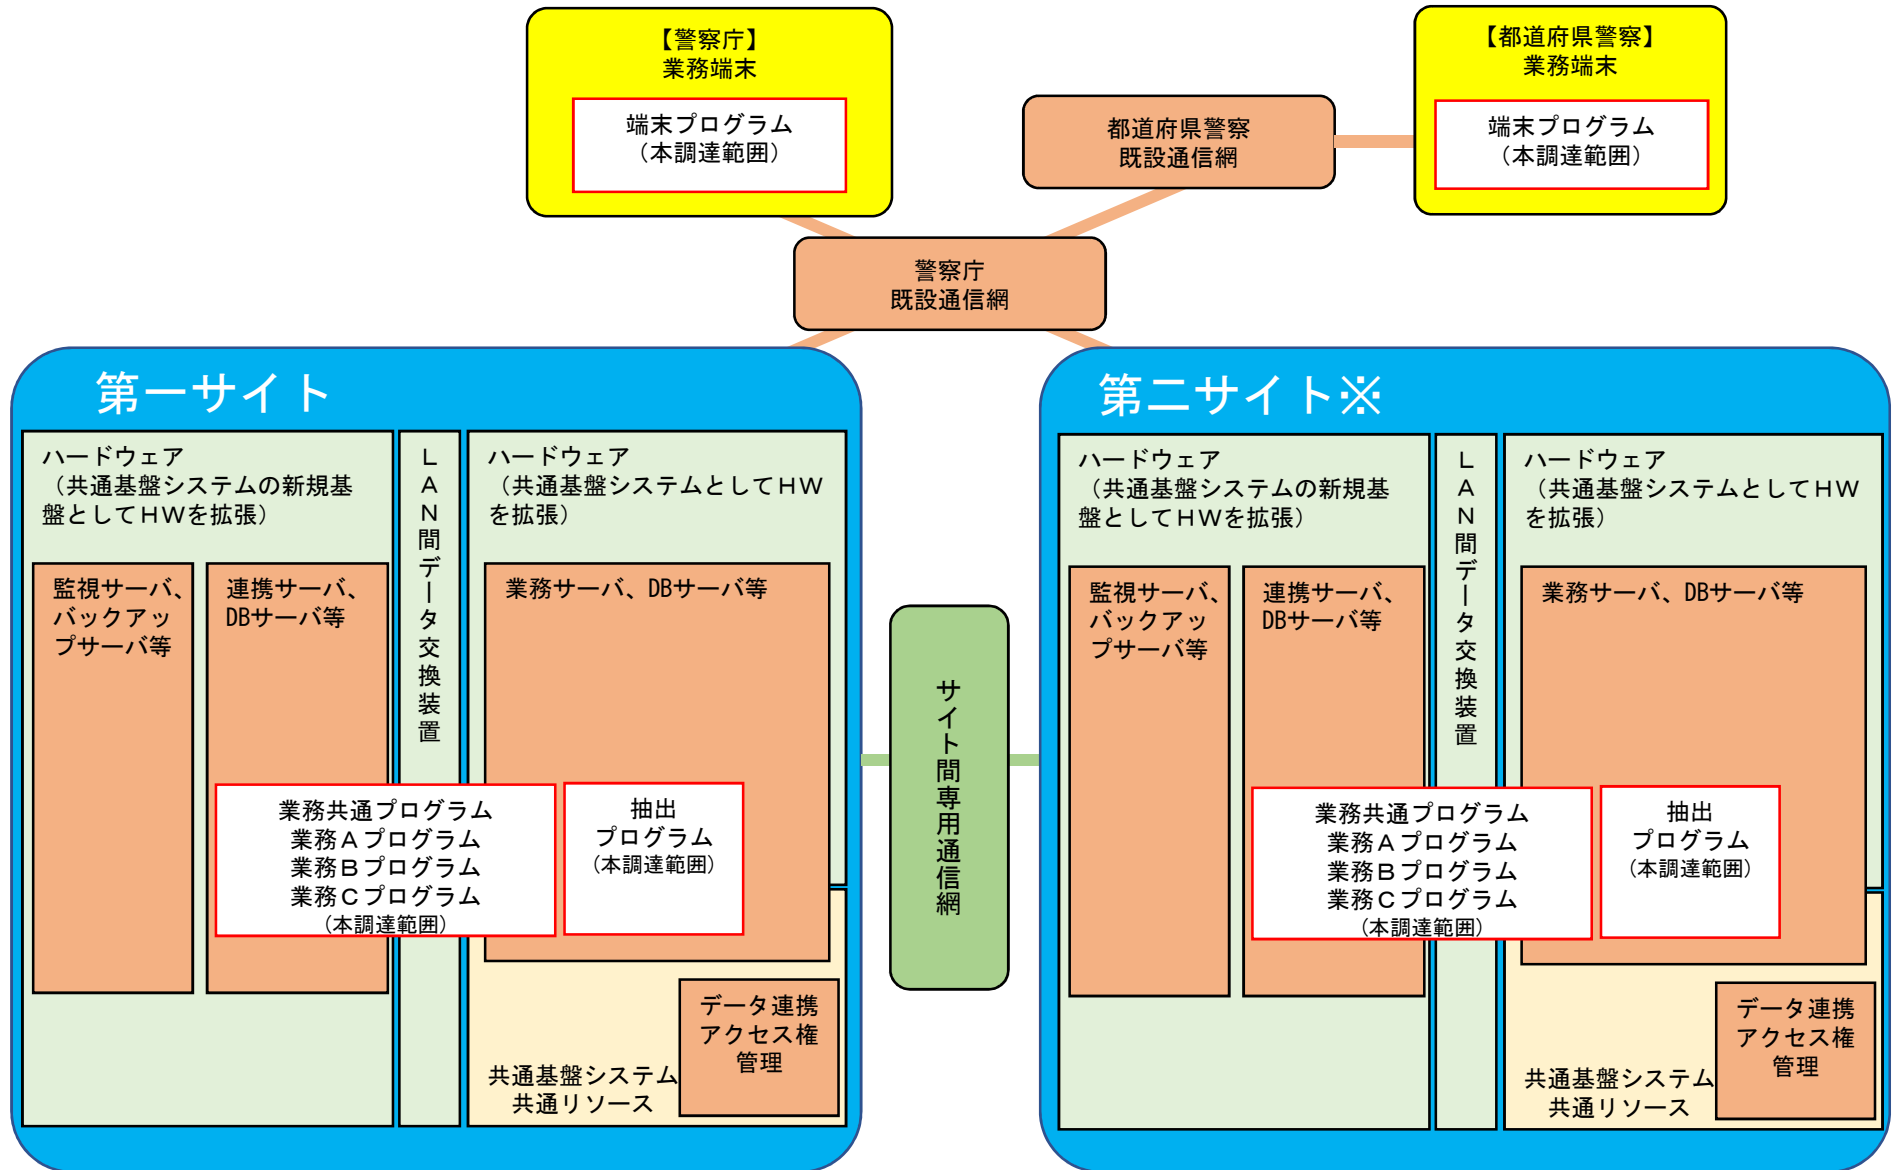 【警察庁】
業務端末
端末プログラム
（本調達範囲）
【都道府県警察】
業務端末
端末プログラム
（本調達範囲）
都道府県警察
既設通信網
警察庁
既設通信網
第一サイト
ハードウェア
（共通基盤システムの新規基
盤としてＨＷを拡張）
監視サーバ、
バックアッ
プサーバ等
連携サーバ、
DBサーバ等
ＬＡＮ間データ交換装置
ハードウェア
（共通基盤システムとしてＨＷ
を拡張）
業務サーバ、DBサーバ等
業務共通プログラム
業務Ａプログラム
業務Ｂプログラム
業務Ｃプログラム
（本調達範囲）
抽出
プログラム
（本調達範囲）
データ連携
アクセス権
管理
共通基盤システム
共通リソース
サイト間専用通信網
第二サイト※
ハードウェア
（共通基盤システムの新規基
盤としてＨＷを拡張）
監視サーバ、
バックアッ
プサーバ等
連携サーバ、
DBサーバ等
ＬＡＮ間データ交換装置
ハードウェア
（共通基盤システムとしてＨＷ
を拡張）
業務サーバ、DBサーバ等
業務共通プログラム
業務Ａプログラム
業務Ｂプログラム
業務Ｃプログラム
（本調達範囲）
抽出
プログラム
（本調達範囲）
データ連携
アクセス権
管理
共通基盤システム
共通リソース